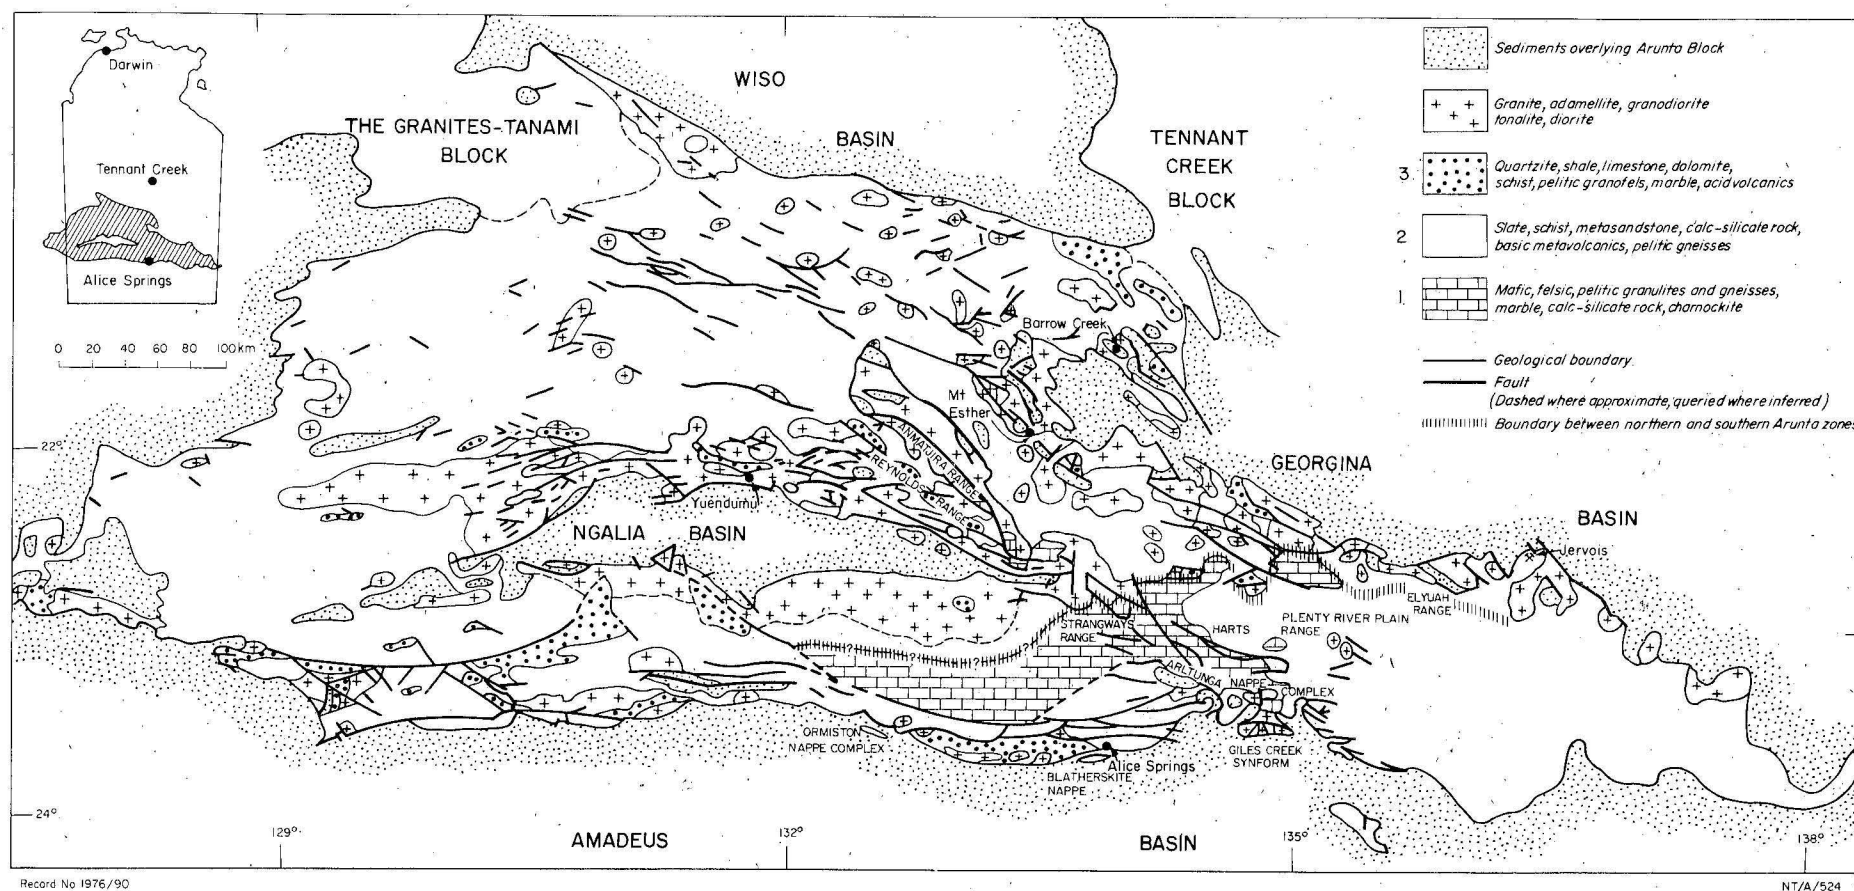 Darwin
Tennant Creek
Alice Springs
0 20 40 60 80 100km
THE GRANITES-TANAMI
BLOCK
WISO
BASIN
TENNANT
CREEK
BLOCK
Sediments overlying Arunta Block
Granite, adamellite, granodiorite
tonalite, diorite
3
Quartzite, shale, limestone, dolomite,
schist, pelitic granofels, marble, acid volcanics
2
Slate, schist, metasandstone, calc-silicate rock,
basic metavolcanics, pelitic gneisses
1
Mafic, felsic, pelitic granulites and gneisses,
marble, calc-silicate rock, charnockite
Geological boundary
Fault
(Dashed where approximate, queried where inferred)
Boundary between northern and southern Arunta zones
Barrow Creek
Mt
Esther
22°
ANMATJIRA RANGE
REYNOLDS RANGE
Yuendumu
NGALIA BASIN
GEORGINA
BASIN
Jervois
ELYUAH
RANGE
PLENTY RIVER PLAIN
RANGE
HARTS
STRANGWAYS
RANGE
? ? ?
ARLTUNGA NAPPE COMPLEX
ORMISTON
NAPPE COMPLEX
GILES CREEK
SYNFORM
Alice Springs
BLATHERSKITE
NAPPE
24°
129°
132°
135°
138°
AMADEUS
BASIN
Record No 1976/90
NT/A/524